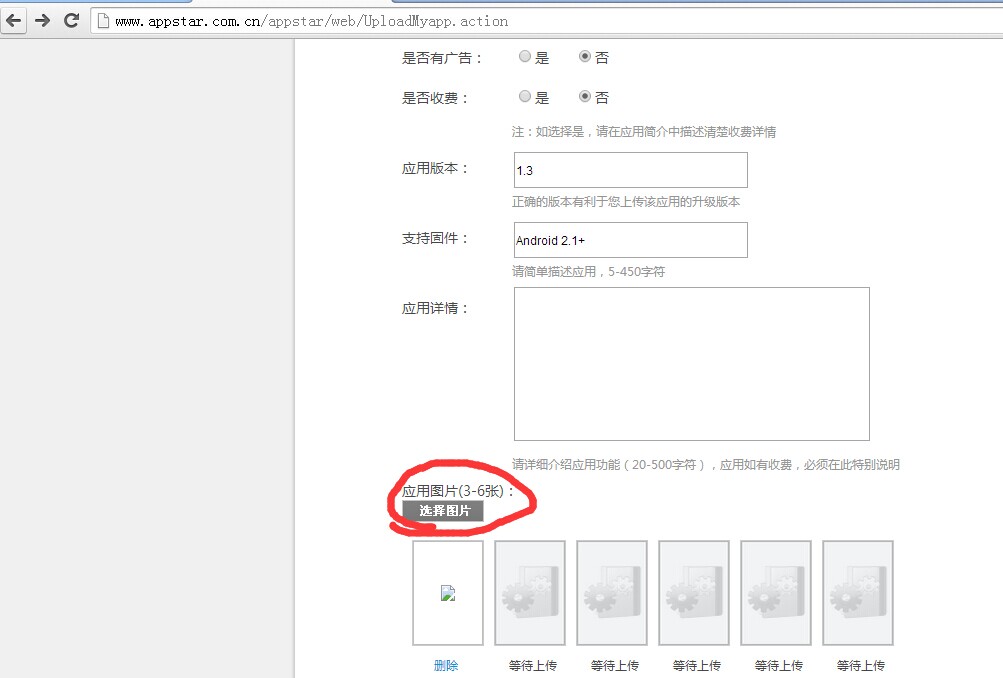 www.appstar.com.cn/appstar/web/UploadMyapp.action
是否有广告： 是 否
是否收费： 是 否
注：如选择是，请在应用简介中描述清楚收费详情
应用版本： 1.3
正确的版本有利于您上传该应用的升级版本
支持固件： Android 2.1+
请简单描述应用，5-450字符
应用详情：
请详细介绍应用功能（20-500字符），应用如有收费，必须在此特别说明
应用图片(3-6张)：
选择图片
删除 等待上传 等待上传 等待上传 等待上传 等待上传